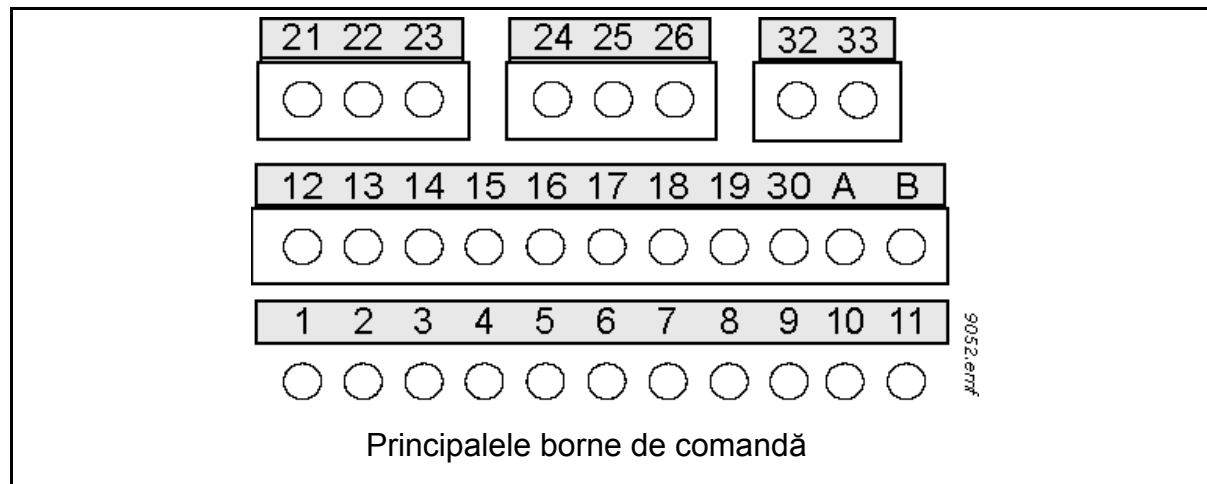 21 22 23 24 25 26 32 33
12 13 14 15 16 17 18 19 30 A B
1 2 3 4 5 6 7 8 9 10 11
9052.emf
Principalele borne de comandă